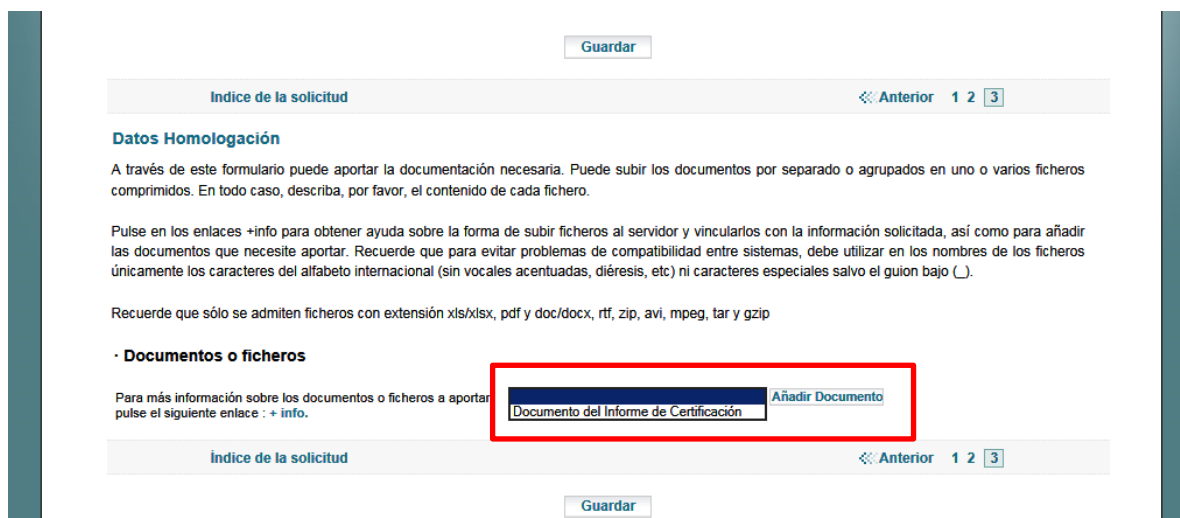 Guardar
Indice de la solicitud
Anterior 1 2 3
Datos Homologación
A través de este formulario puede aportar la documentación necesaria. Puede subir los documentos por separado o agrupados en uno o varios ficheros
comprimidos. En todo caso, describa, por favor, el contenido de cada fichero.
Pulse en los enlaces +info para obtener ayuda sobre la forma de subir ficheros al servidor y vincularlos con la información solicitada, así como para añadir
las documentos que necesite aportar. Recuerde que para evitar problemas de compatibilidad entre sistemas, debe utilizar en los nombres de los ficheros
únicamente los caracteres del alfabeto internacional (sin vocales acentuadas, diéresis, etc) ni caracteres especiales salvo el guion bajo (_).
Recuerde que sólo se admiten ficheros con extensión xls/xlsx, pdf y doc/docx, rtf, zip, avi, mpeg, tar y gzip
· Documentos o ficheros
Para más información sobre los documentos o ficheros a aportar
pulse el siguiente enlace : + info.
Añadir Documento
Documento del Informe de Certificación
Índice de la solicitud
Anterior 1 2 3
Guardar